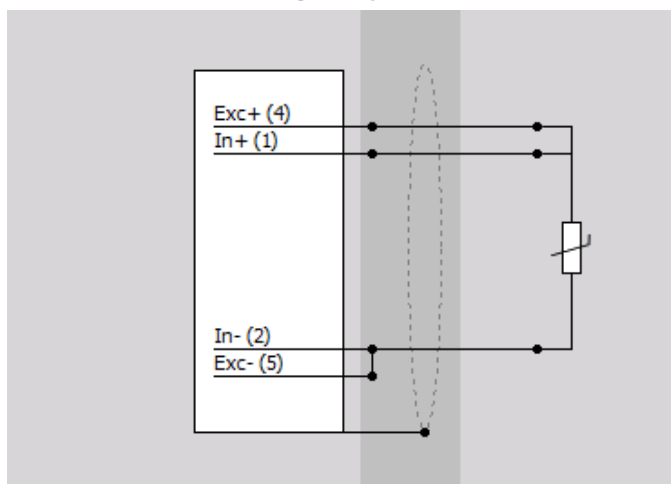 Exc+ (4)
In+ (1)
In- (2)
Exc- (5)